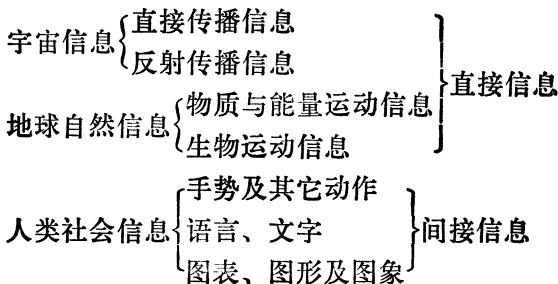 宇宙信息{直接传播信息
反射传播信息
}直接信息
地球自然信息{物质与能量运动信息
生物运动信息
人类社会信息{手势及其它动作
语言、文字
图表、图形及图象
}间接信息